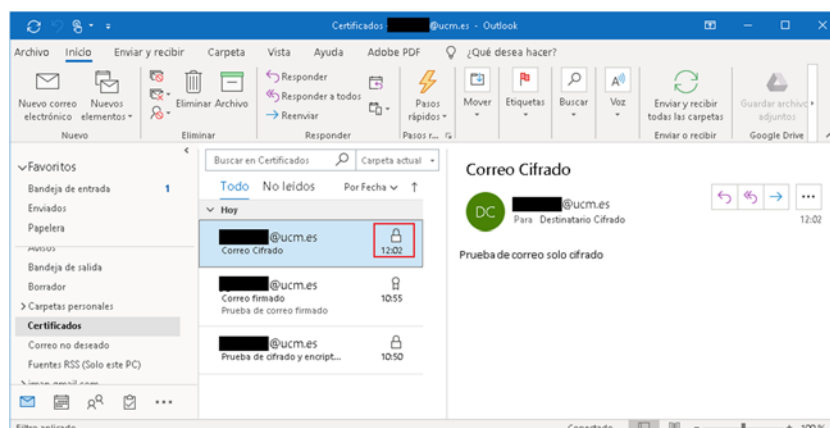 Certificados @ucm.es - Outlook
Archivo Inicio Enviar y recibir Carpeta Vista Ayuda Adobe PDF ¿Qué desea hacer?
Nuevo correo electrónico
Nuevos elementos
Nuevo
Eliminar Archivo
Eliminar
Responder
Responder a todos
Reenviar
Responder
Pasos rápidos
Pasos r...
Mover
Etiquetas
Buscar
Voz
Enviar y recibir todas las carpetas
Enviar o recibir
Guardar archivos adjuntos
Google Drive
Favoritos
Bandeja de entrada 1
Enviados
Papelera
Avisos
Bandeja de salida
Borrador
Carpetas personales
Certificados
Correo no deseado
Fuentes RSS (Solo este PC)
Buscar en Certificados Carpeta actual
Todo No leídos Por Fecha
Hoy
@ucm.es
Correo Cifrado 12:02
@ucm.es
Correo firmado 10:55
Prueba de correo firmado
@ucm.es
Prueba de cifrado y encript... 10:50
Correo Cifrado
DC
@ucm.es
Para Destinatario Cifrado
12:02
Prueba de correo solo cifrado
Filtro aplicado
Conectado
100 %